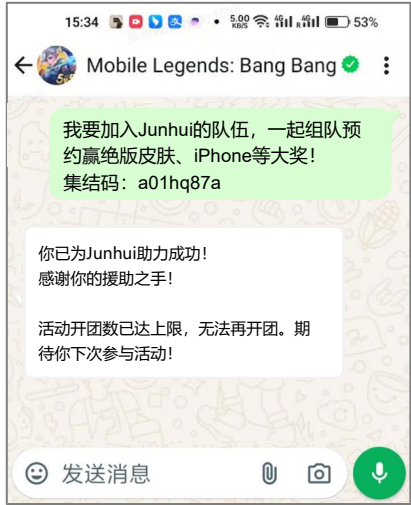 15:34
5.00 KB/S
4G
4G
53%
Mobile Legends: Bang Bang
我要加入Junhui的队伍，一起组队预
约赢绝版皮肤、iPhone等大奖！
集结码：a01hq87a
你已为Junhui助力成功！
感谢你的援助之手！
活动开团数已达上限，无法再开团。期
待你下次参与活动！
发送消息